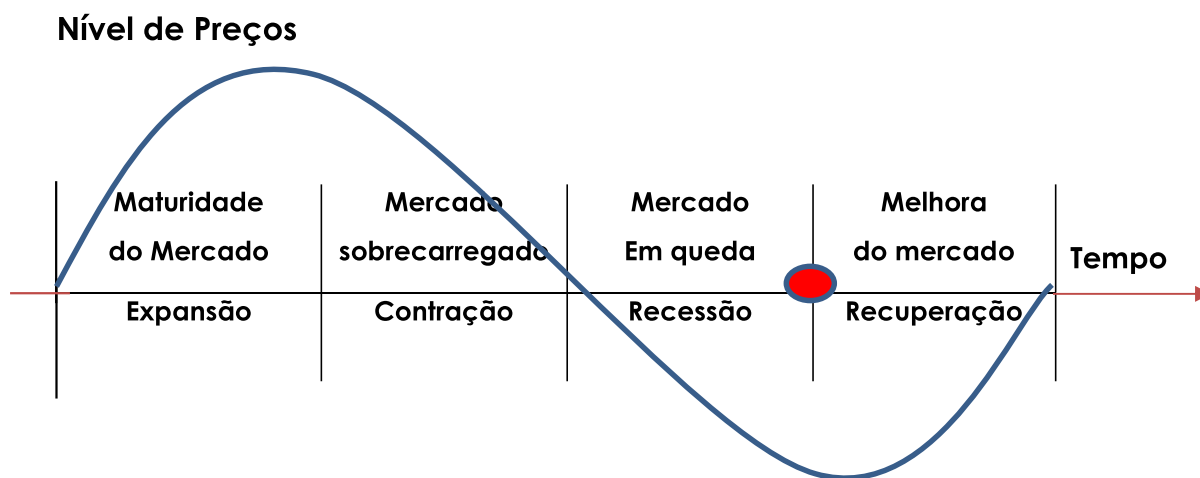 Nível de Preços
Maturidade
do Mercado
Expansão
Mercado
sobrecarregado
Contração
Mercado
Em queda
Recessão
Melhora
do mercado
Recuperação
Tempo